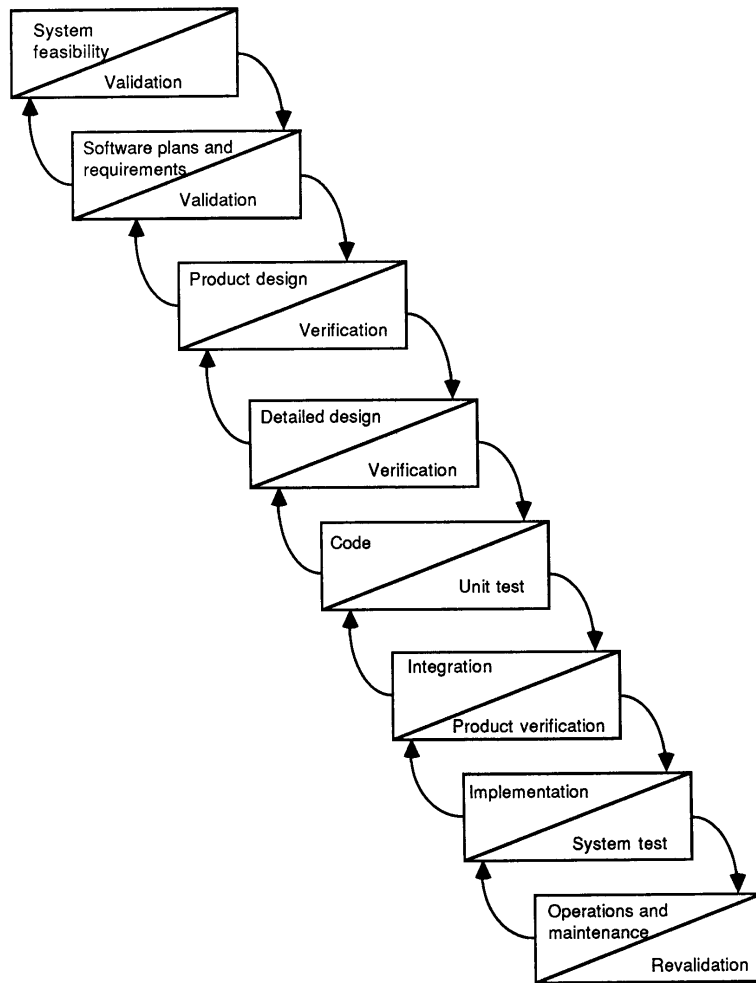 System
feasibility
Validation
Software plans and
requirements
Validation
Product design
Verification
Detailed design
Verification
Code
Unit test
Integration
Product verification
Implementation
System test
Operations and
maintenance
Revalidation